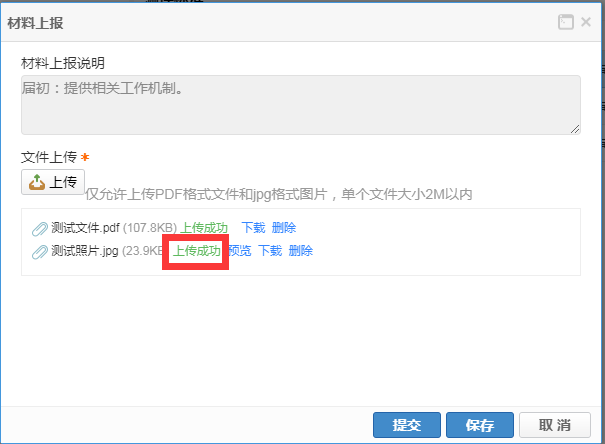 材料上报
材料上报说明
届初：提供相关工作机制。
文件上传 *
上传 仅允许上传PDF格式文件和jpg格式图片，单个文件大小2M以内
测试文件.pdf (107.8KB) 上传成功 下载 删除
测试照片.jpg (23.9KB 上传成功 预览 下载 删除
提交 保存 取消